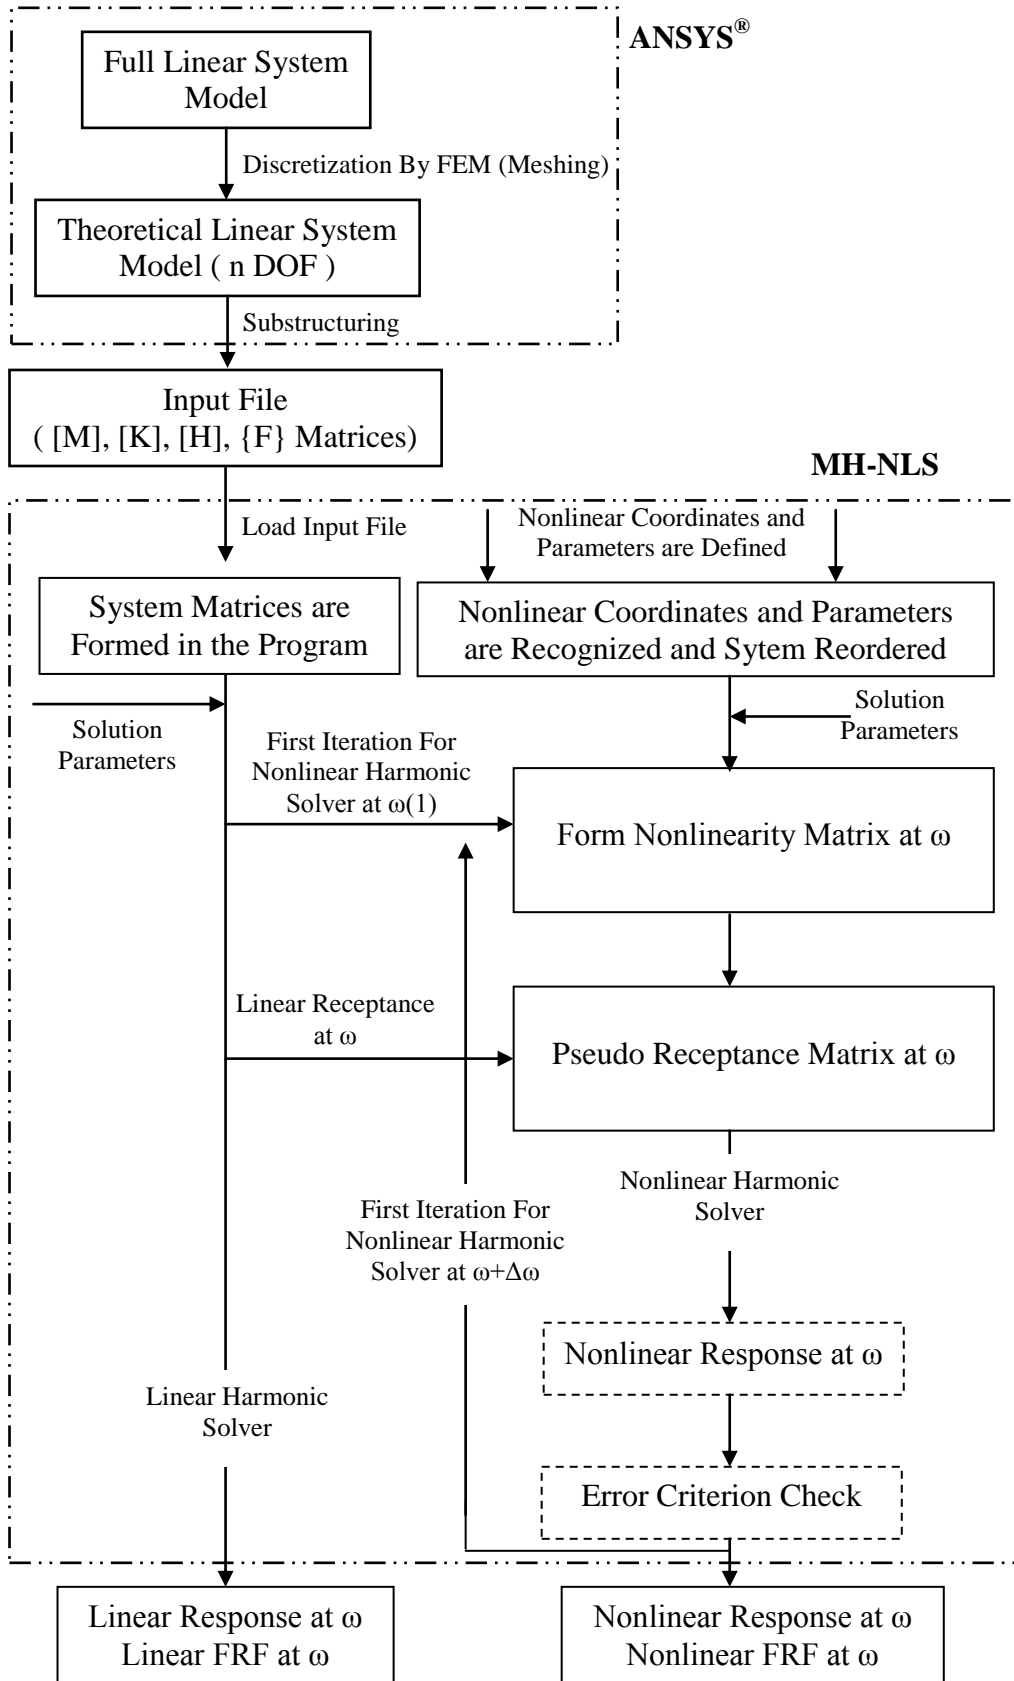 ANSYS®
Full Linear System
Model
Discretization By FEM (Meshing)
Theoretical Linear System
Model ( n DOF )
Substructuring
Input File
( [M], [K], [H], {F} Matrices)
MH-NLS
Load Input File
Nonlinear Coordinates and
Parameters are Defined
System Matrices are
Formed in the Program
Nonlinear Coordinates and Parameters
are Recognized and Sytem Reordered
Solution
Parameters
Solution
Parameters
First Iteration For
Nonlinear Harmonic
Solver at ω(1)
Form Nonlinearity Matrix at ω
Linear Receptance
at ω
Pseudo Receptance Matrix at ω
Nonlinear Harmonic
Solver
First Iteration For
Nonlinear Harmonic
Solver at ω+Δω
Nonlinear Response at ω
Linear Harmonic
Solver
Error Criterion Check
Linear Response at ω
Linear FRF at ω
Nonlinear Response at ω
Nonlinear FRF at ω